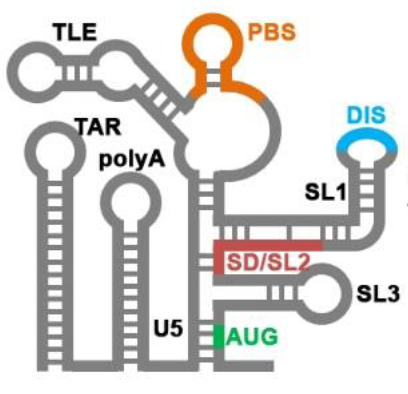 TLE
PBS
DIS
TAR
polyA
SL1
SD/SL2
SL3
U5
AUG